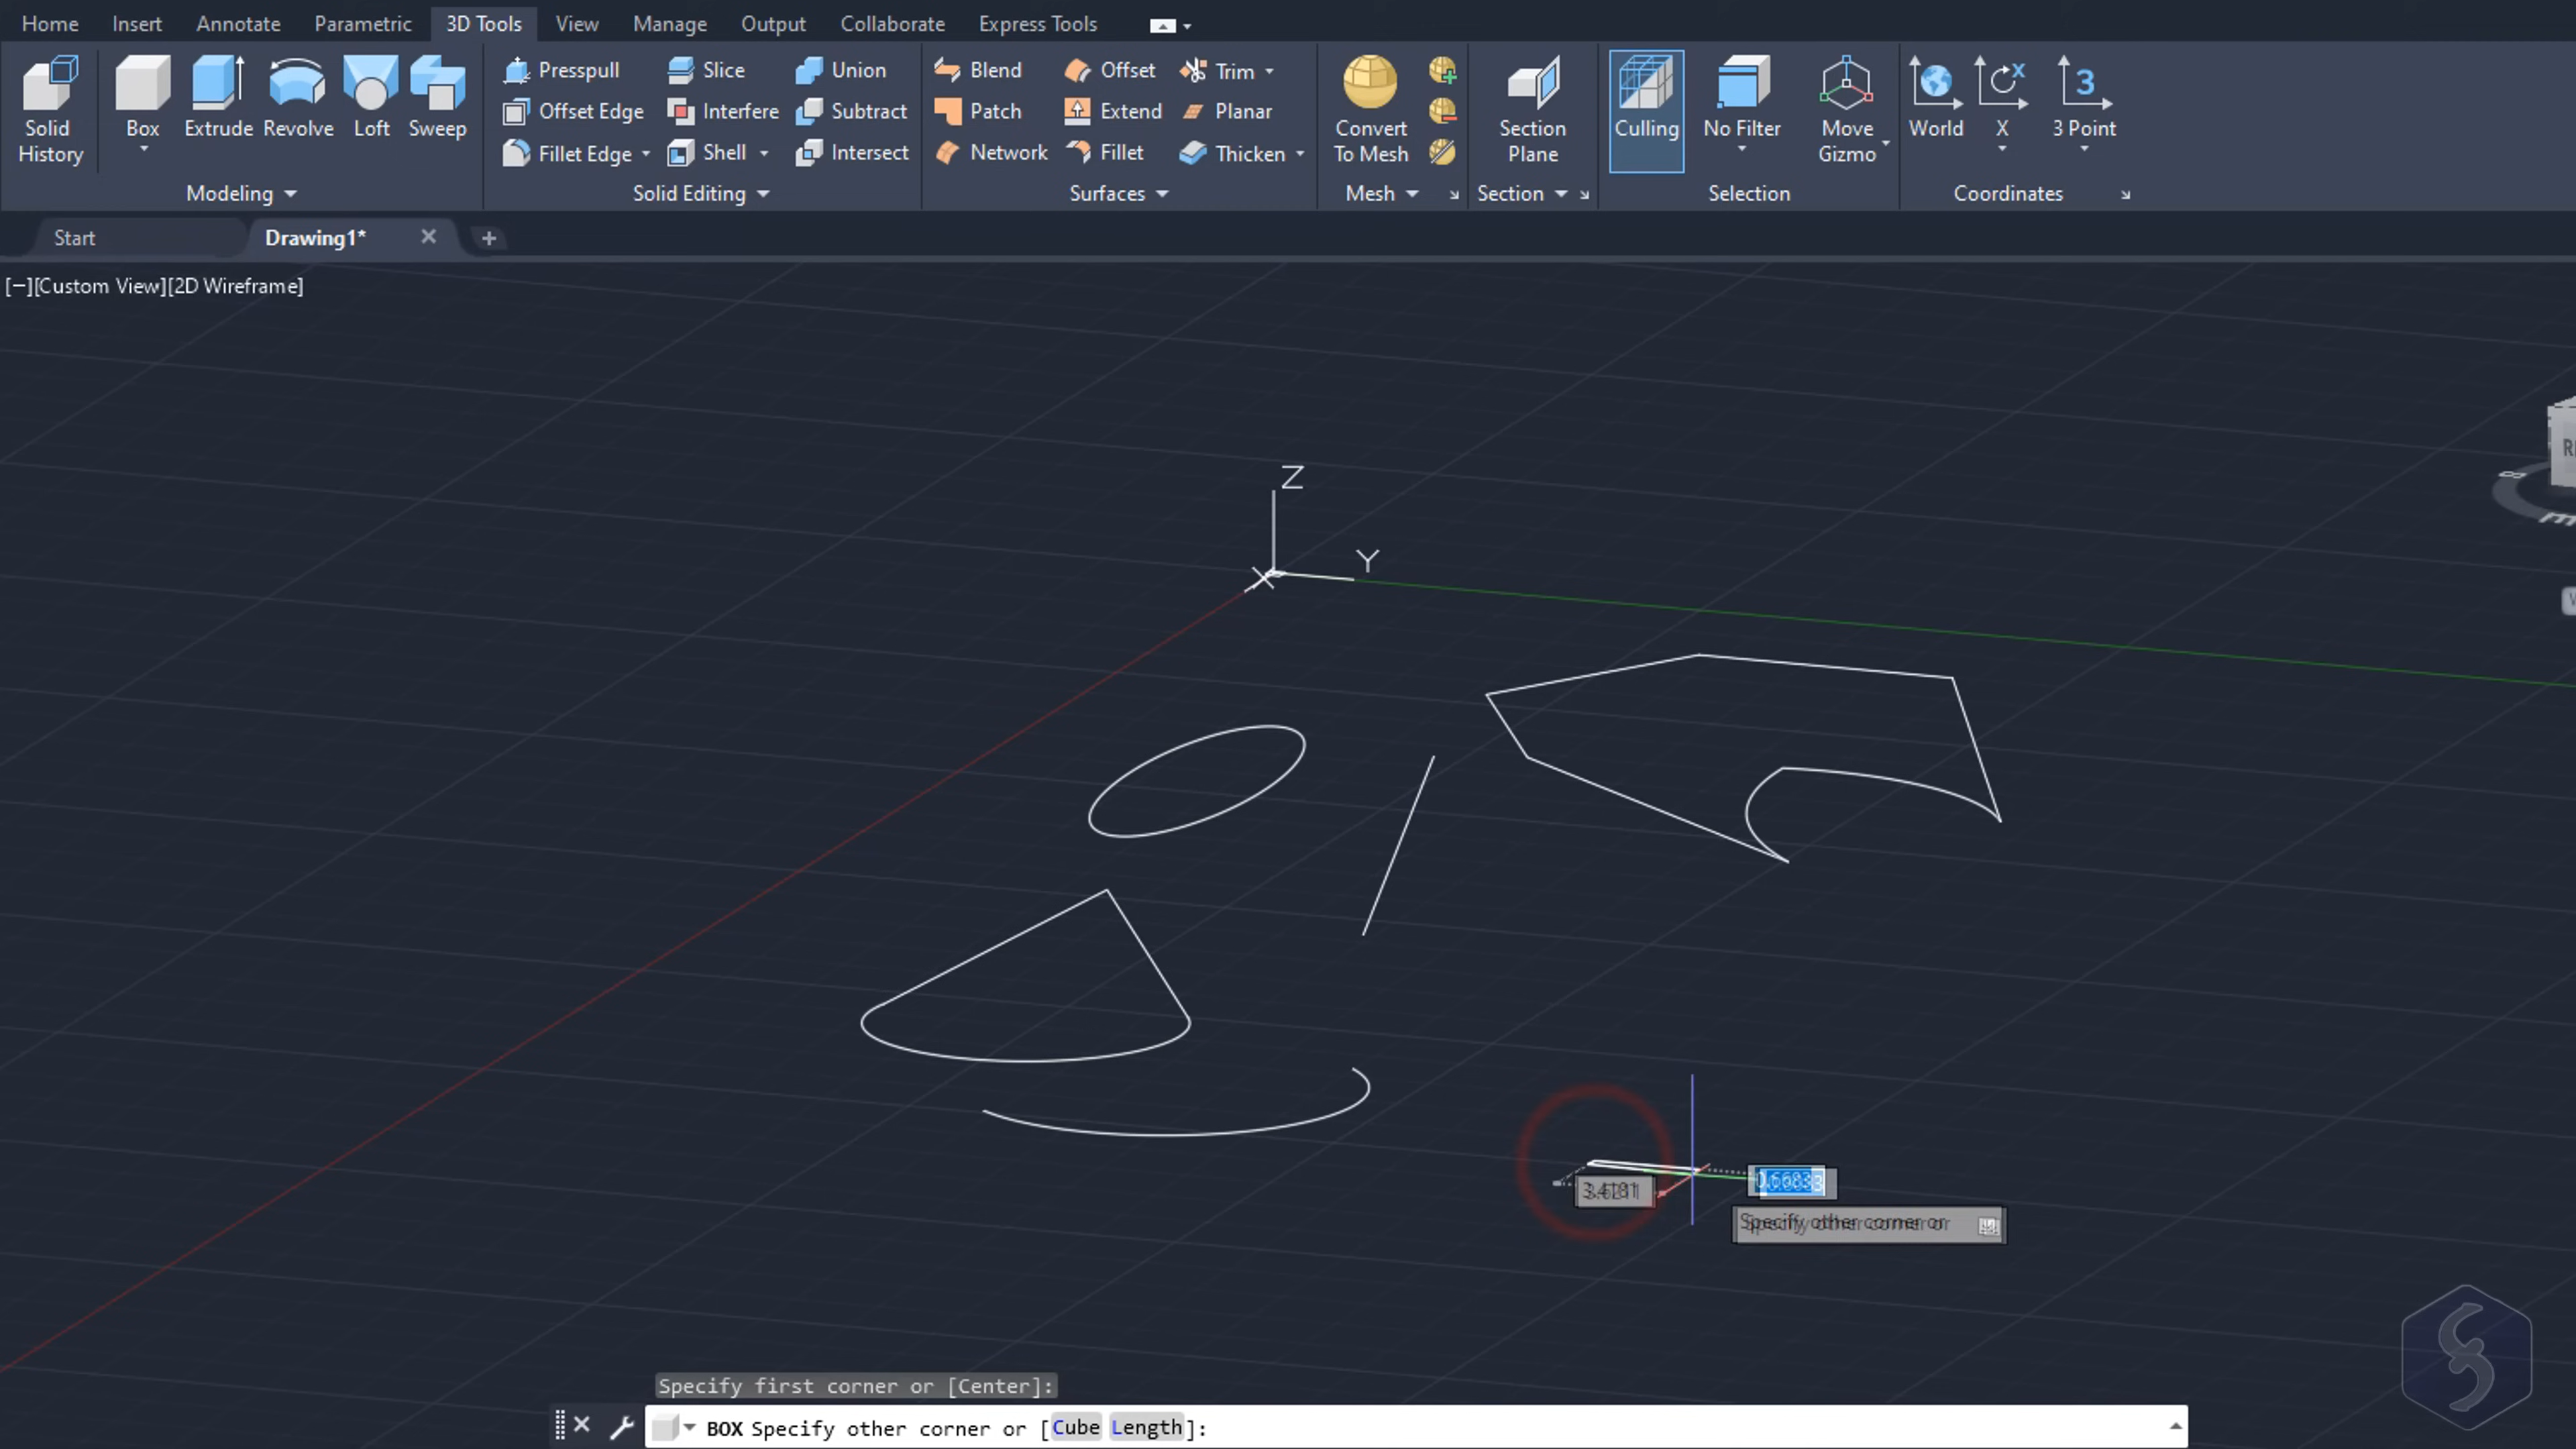 Home Insert Annotate Parametric 3D Tools View Manage Output Collaborate Express Tools
Solid History
Box
Extrude
Revolve
Loft
Sweep
Modeling
Presspull
Offset Edge
Fillet Edge
Slice
Interfere
Shell
Union
Subtract
Intersect
Solid Editing
Blend
Patch
Network
Offset
Extend
Fillet
Trim
Planar
Thicken
Surfaces
Convert To Mesh
Mesh
Section Plane
Section
Culling
No Filter
Move Gizmo
Selection
World
X
3
3 Point
X
Coordinates
Start
Drawing1*
[−][Custom View][2D Wireframe]
Z
Y
X
Specify other corner or
Specify first corner or [Center]:
BOX Specify other corner or [Cube Length]: